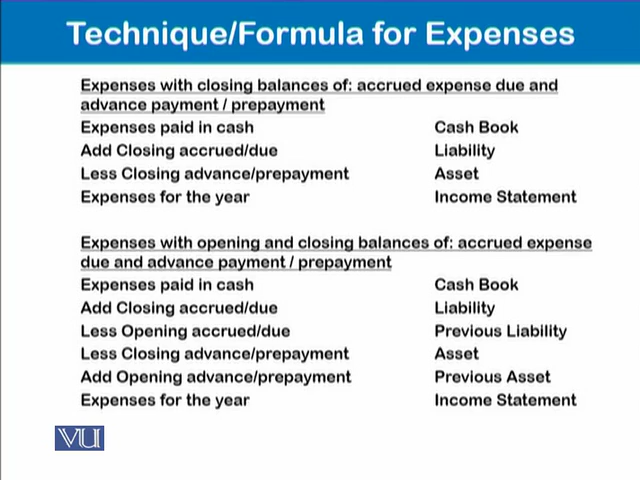 Technique/Formula for Expenses
Expenses with closing balances of: accrued expense due and
advance payment / prepayment
Expenses paid in cash Cash Book
Add Closing accrued/due Liability
Less Closing advance/prepayment Asset
Expenses for the year Income Statement
Expenses with opening and closing balances of: accrued expense
due and advance payment / prepayment
Expenses paid in cash Cash Book
Add Closing accrued/due Liability
Less Opening accrued/due Previous Liability
Less Closing advance/prepayment Asset
Add Opening advance/prepayment Previous Asset
Expenses for the year Income Statement
VU